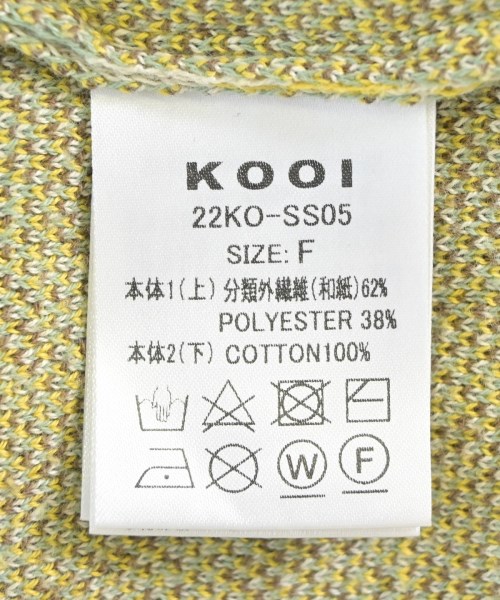 KOOI
22KO-SS05
SIZE: F
本体1(上) 分類外繊維(和紙)62%
POLYESTER 38%
本体2(下) COTTON100%
W F